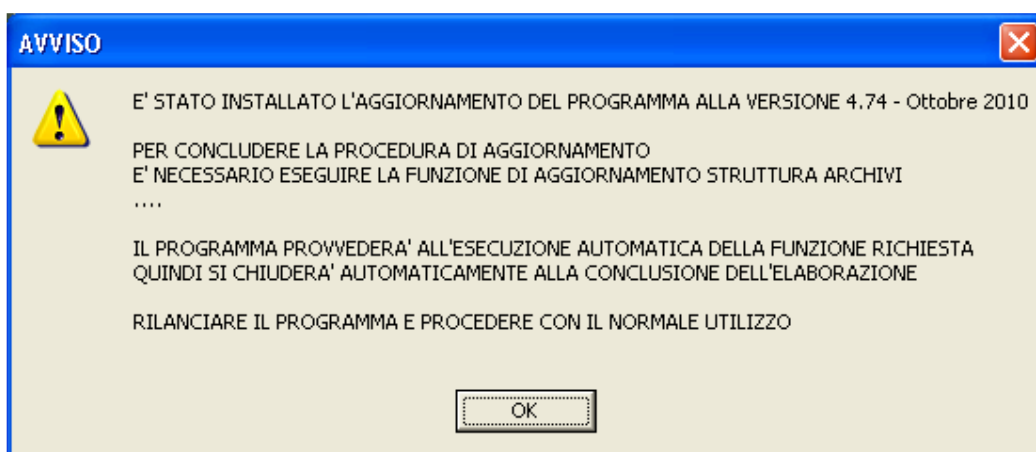 AVVISO
E' STATO INSTALLATO L'AGGIORNAMENTO DEL PROGRAMMA ALLA VERSIONE 4.74 - Ottobre 2010
PER CONCLUDERE LA PROCEDURA DI AGGIORNAMENTO
E' NECESSARIO ESEGUIRE LA FUNZIONE DI AGGIORNAMENTO STRUTTURA ARCHIVI
....
IL PROGRAMMA PROVVEDERA' ALL'ESECUZIONE AUTOMATICA DELLA FUNZIONE RICHIESTA
QUINDI SI CHIUDERA' AUTOMATICAMENTE ALLA CONCLUSIONE DELL'ELABORAZIONE
RILANCIARE IL PROGRAMMA E PROCEDERE CON IL NORMALE UTILIZZO
OK